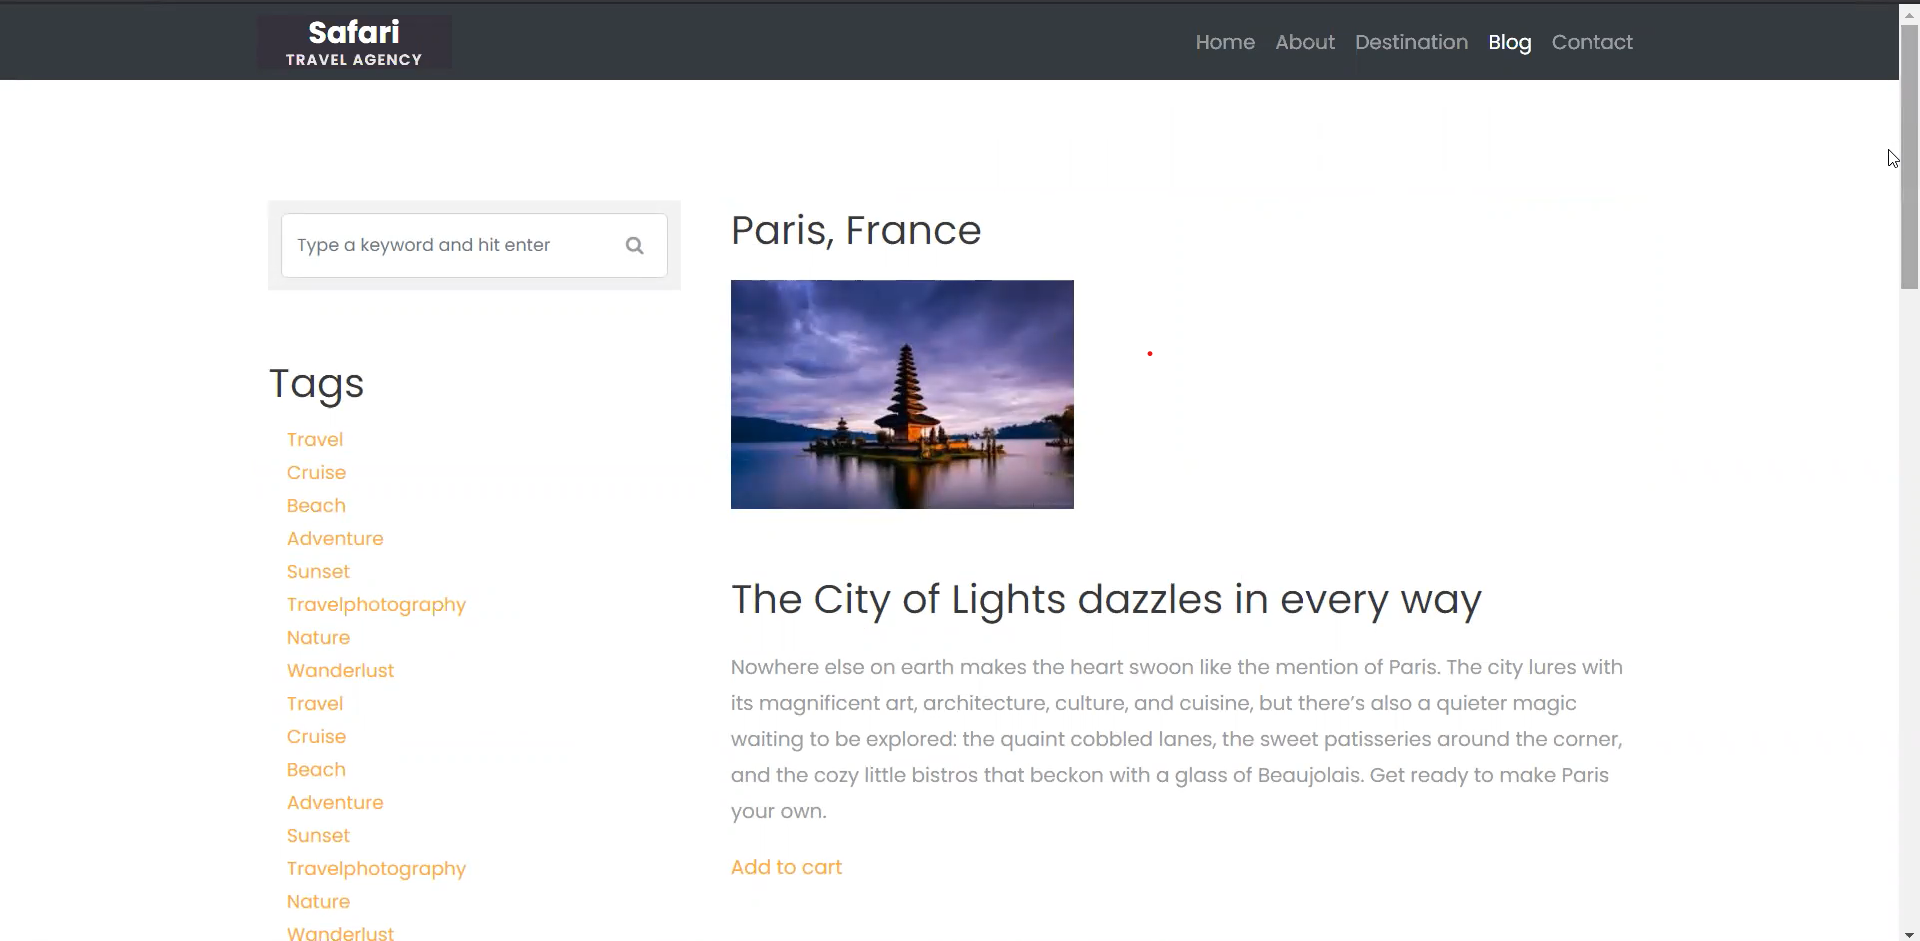 Safari
TRAVEL AGENCY
Home About Destination Blog Contact
Type a keyword and hit enter
Tags
Travel
Cruise
Beach
Adventure
Sunset
Travelphotography
Nature
Wanderlust
Travel
Cruise
Beach
Adventure
Sunset
Travelphotography
Nature
Wanderlust
Paris, France
The City of Lights dazzles in every way
Nowhere else on earth makes the heart swoon like the mention of Paris. The city lures with
its magnificent art, architecture, culture, and cuisine, but there’s also a quieter magic
waiting to be explored: the quaint cobbled lanes, the sweet patisseries around the corner,
and the cozy little bistros that beckon with a glass of Beaujolais. Get ready to make Paris
your own.
Add to cart